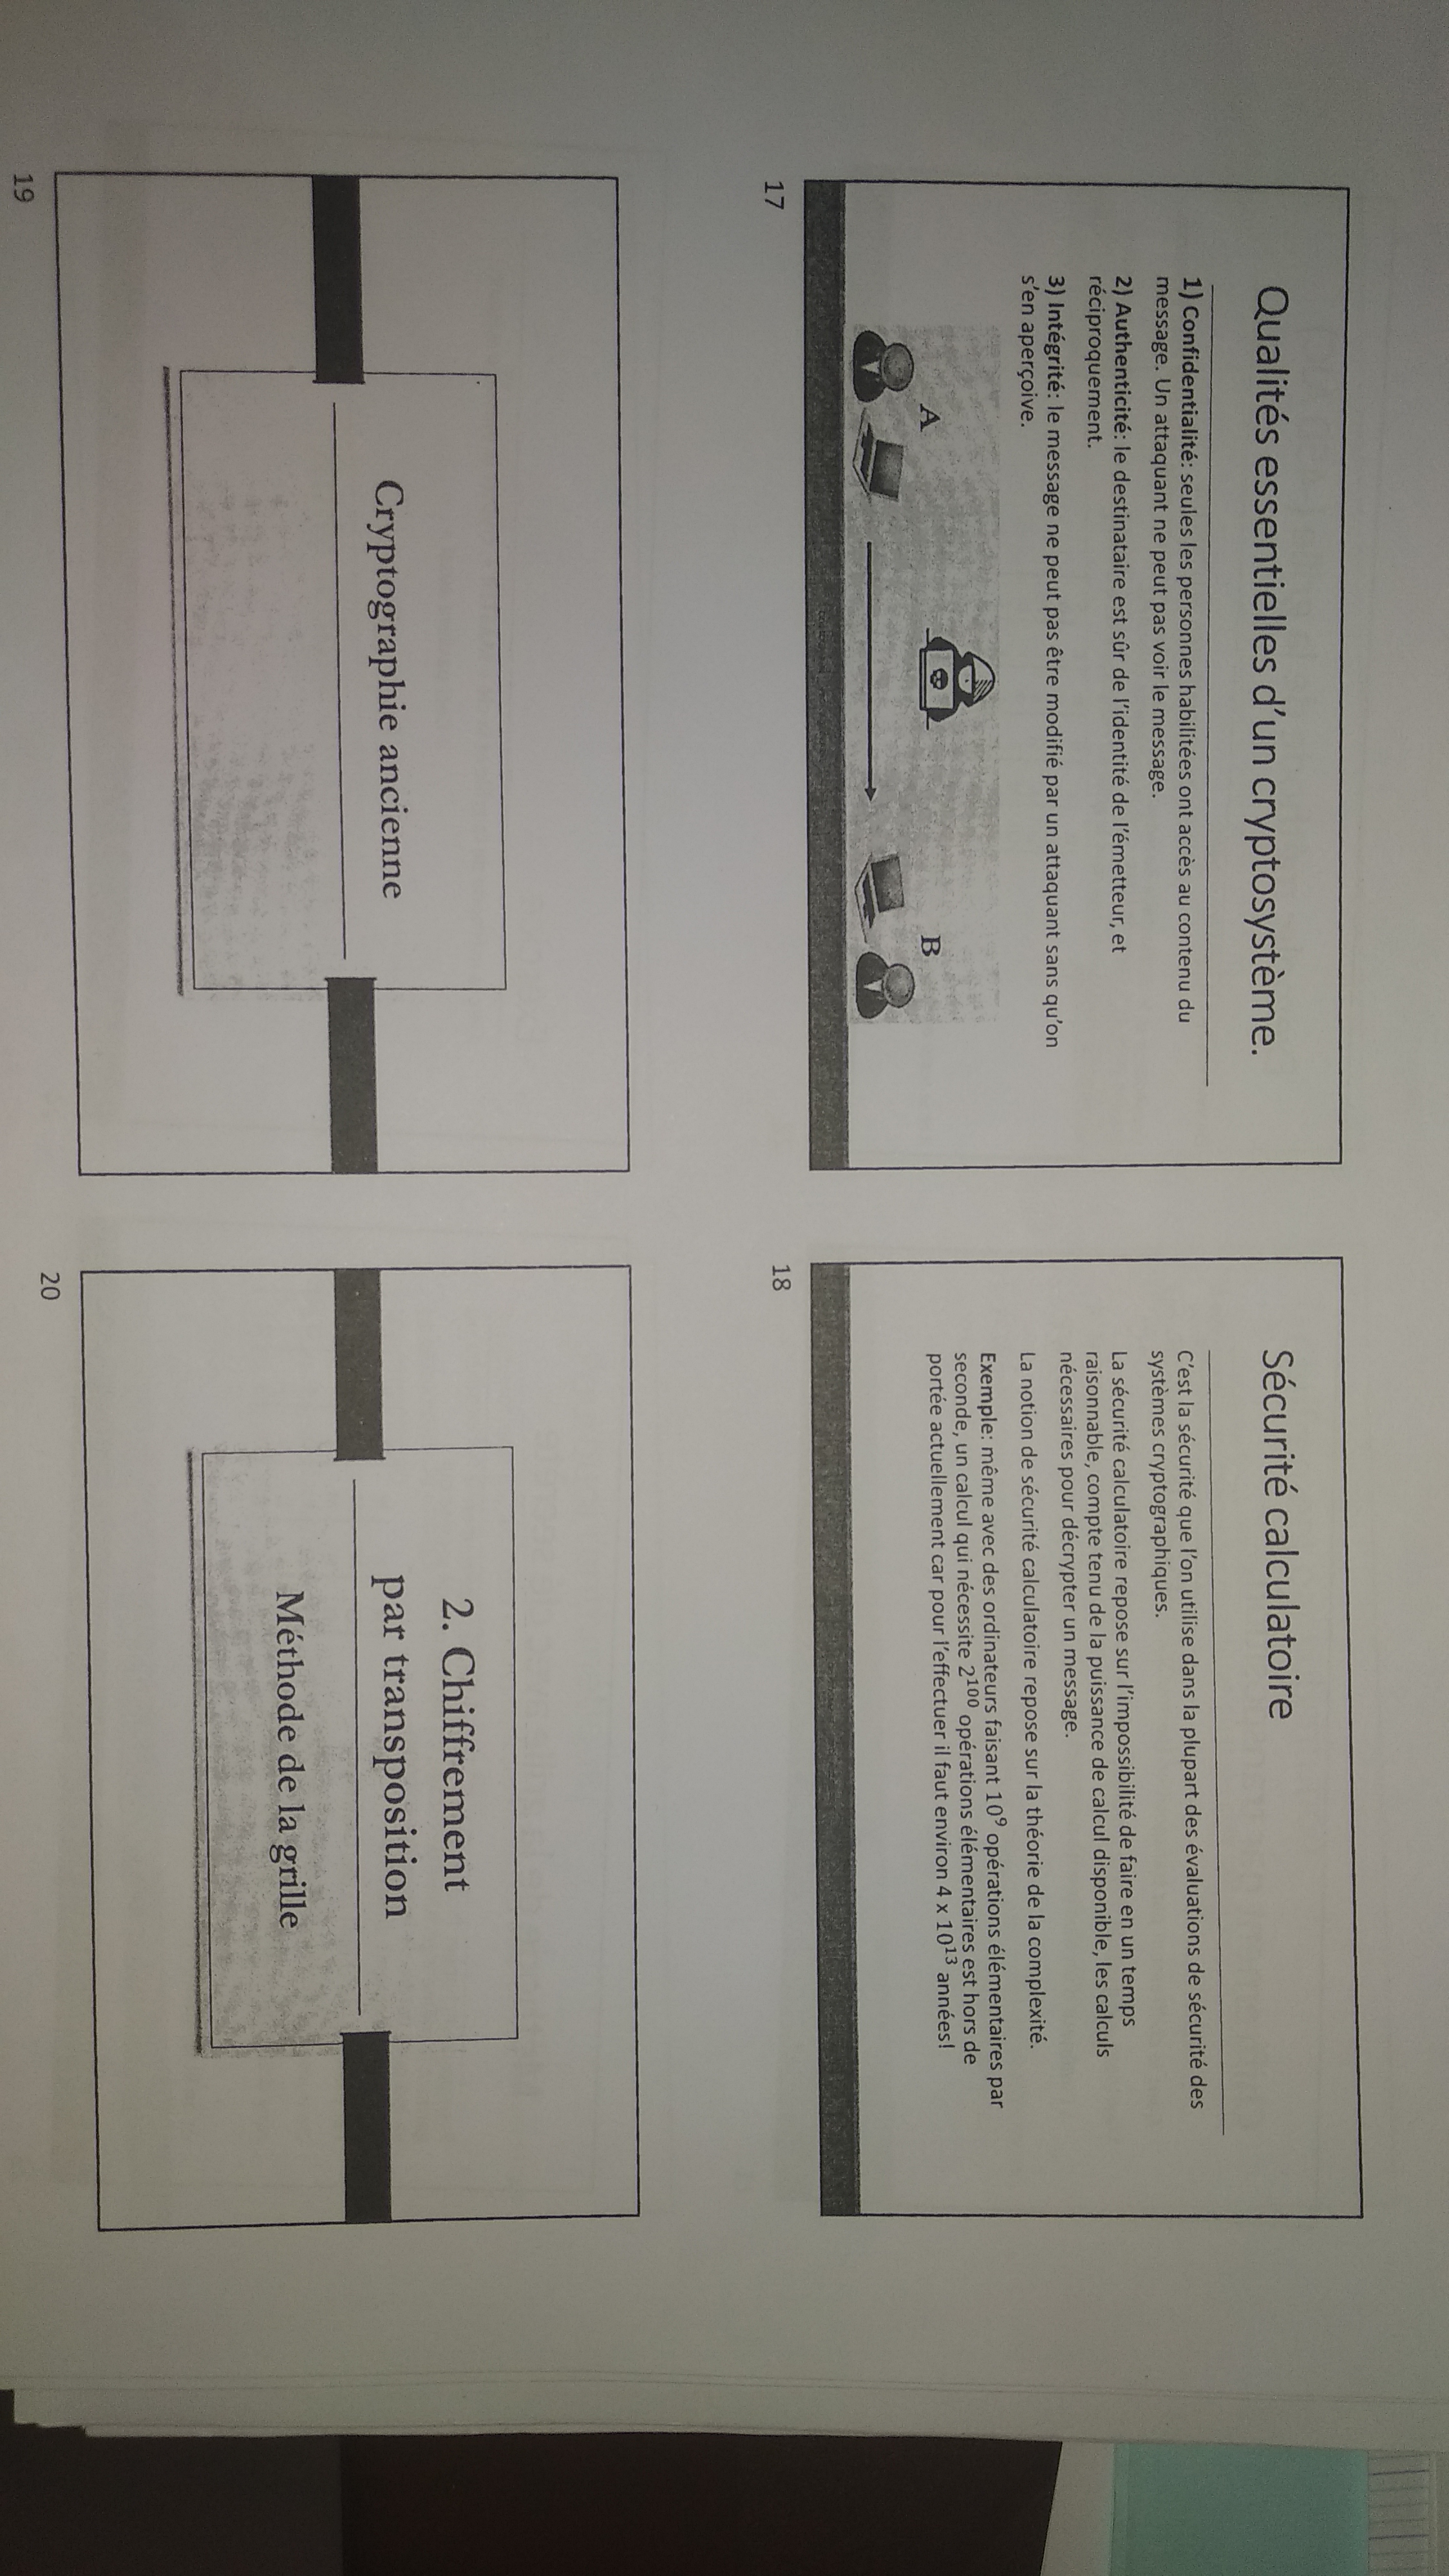 Qualités essentielles d'un cryptosystème.
1) Confidentialité: seules les personnes habilitées ont accès au contenu du
message. Un attaquant ne peut pas voir le message.
2) Authenticité: le destinataire est sûr de l'identité de l'émetteur, et
réciproquement.
3) Intégrité: le message ne peut pas être modifié par un attaquant sans qu'on
s'en aperçoive.
A
B
17
Sécurité calculatoire
C'est la sécurité que l'on utilise dans la plupart des évaluations de sécurité des
systèmes cryptographiques.
La sécurité calculatoire repose sur l'impossibilité de faire en un temps
raisonnable, compte tenu de la puissance de calcul disponible, les calculs
nécessaires pour décrypter un message.
La notion de sécurité calculatoire repose sur la théorie de la complexité.
Exemple: même avec des ordinateurs faisant 10⁹ opérations élémentaires par
seconde, un calcul qui nécessite 2¹⁰⁰ opérations élémentaires est hors de
portée actuellement car pour l'effectuer il faut environ 4 x 10¹³ années!
18
Cryptographie ancienne
19
2. Chiffrement
par transposition
Méthode de la grille
20